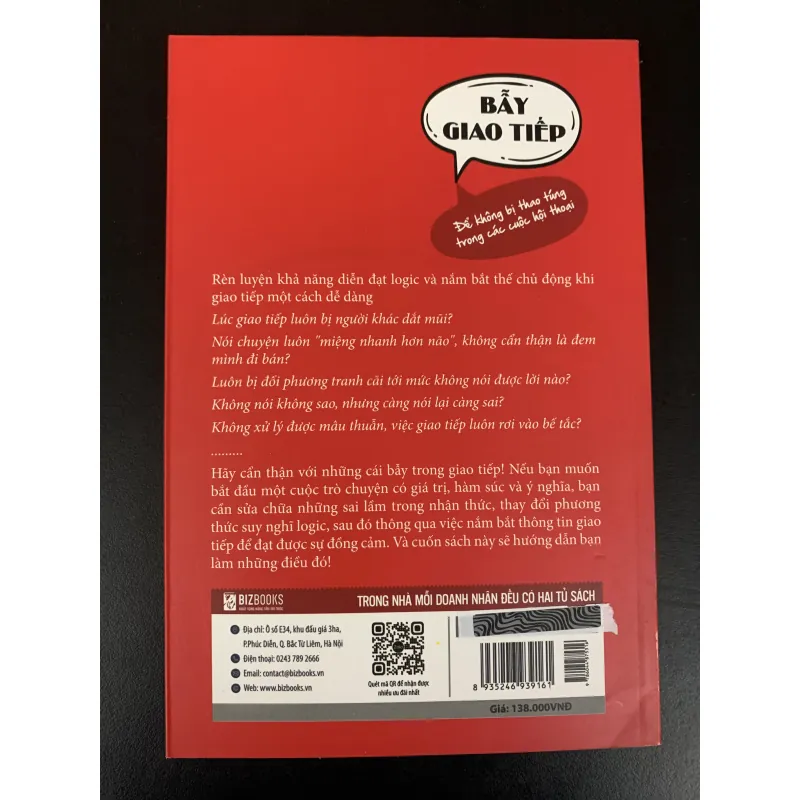 BẪY
GIAO TIẾP
Để không bị thao túng
trong các cuộc hội thoại
Rèn luyện khả năng diễn đạt logic và nắm bắt thế chủ động khi
giao tiếp một cách dễ dàng
Lúc giao tiếp luôn bị người khác dắt mũi?
Nói chuyện luôn "miệng nhanh hơn não", không cẩn thận là đem
mình đi bán?
Luôn bị đối phương tranh cãi tới mức không nói được lời nào?
Không nói không sao, nhưng càng nói lại càng sai?
Không xử lý được mâu thuẫn, việc giao tiếp luôn rơi vào bế tắc?
.........
Hãy cẩn thận với những cái bẫy trong giao tiếp! Nếu bạn muốn
bắt đầu một cuộc trò chuyện có giá trị, hàm súc và ý nghĩa, bạn
cần sửa chữa những sai lầm trong nhận thức, thay đổi phương
thức suy nghĩ logic, sau đó thông qua việc nắm bắt thông tin giao
tiếp để đạt được sự đồng cảm. Và cuốn sách này sẽ hướng dẫn bạn
làm những điều đó!
BIZBOOKS
TRONG NHÀ MỖI DOANH NHÂN ĐỀU CÓ HAI TỦ SÁCH
Địa chỉ: Ô số E34, khu đấu giá 3ha,
P.Phúc Diễn, Q. Bắc Từ Liêm, Hà Nội
Điện thoại: 0243 789 2666
Email: contact@bizbooks.vn
Web: www.bizbooks.vn
Quét mã QR để nhận được
nhiều ưu đãi nhất
8 935246 939161
Giá: 138.000VNĐ